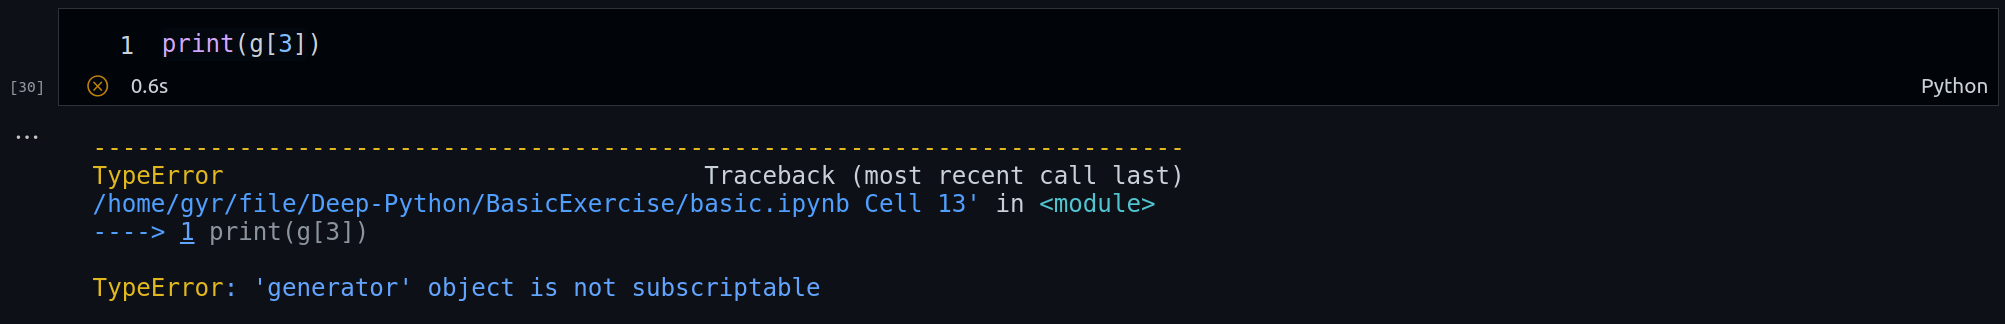 1 print(g[3])
[30] 0.6s Python
...
---------------------------------------------------------------------------
TypeError                                 Traceback (most recent call last)
/home/gyr/file/Deep-Python/BasicExercise/basic.ipynb Cell 13' in <module>
----> 1 print(g[3])
TypeError: 'generator' object is not subscriptable